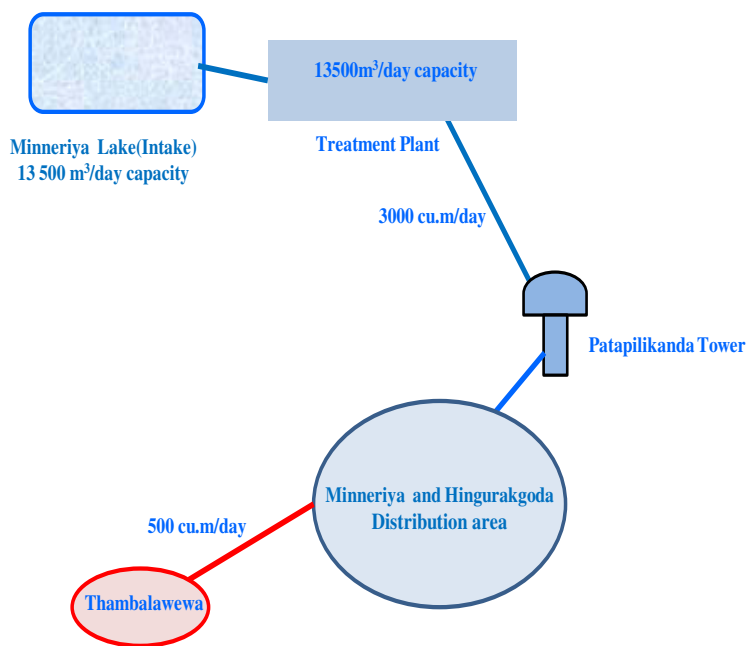 13500m³/day capacity
Minneriya Lake(Intake)
13 500 m³/day capacity
Treatment Plant
3000 cu.m/day
Patapilikanda Tower
Minneriya and Hingurakgoda
Distribution area
500 cu.m/day
Thambalawewa